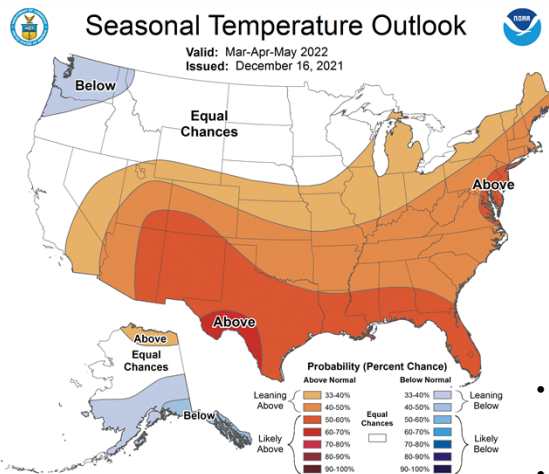 Seasonal Temperature Outlook
NOAA
Valid: Mar-Apr-May 2022
Issued: December 16, 2021
Below
Equal
Chances
Above
Above
Above
Equal
Chances
Below
Probability (Percent Chance)
Above Normal
Below Normal
Leaning
Above
33-40%
40-50%
Likely
Above
50-60%
60-70%
70-80%
80-90%
90-100%
Equal
Chances
33-40%
40-50%
Leaning
Below
50-60%
60-70%
70-80%
80-90%
90-100%
Likely
Below